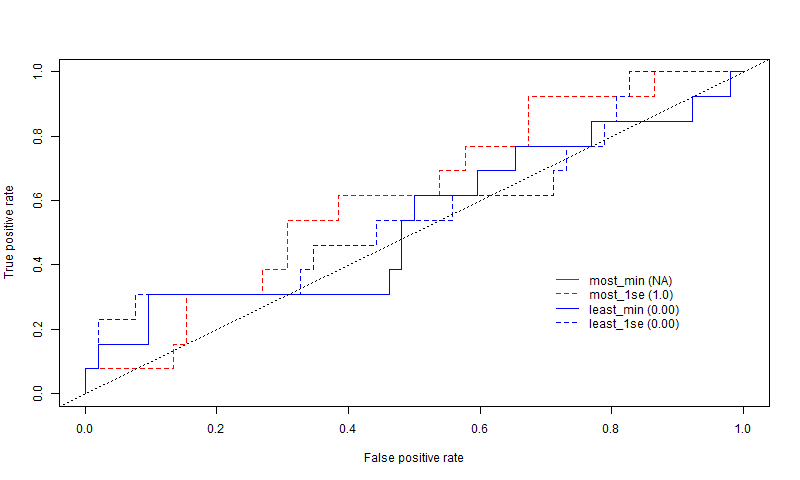 1.0
0.8
0.6
0.4
0.2
0.0
True positive rate
most_min (NA)
most_1se (1.0)
least_min (0.00)
least_1se (0.00)
0.0 0.2 0.4 0.6 0.8 1.0
False positive rate